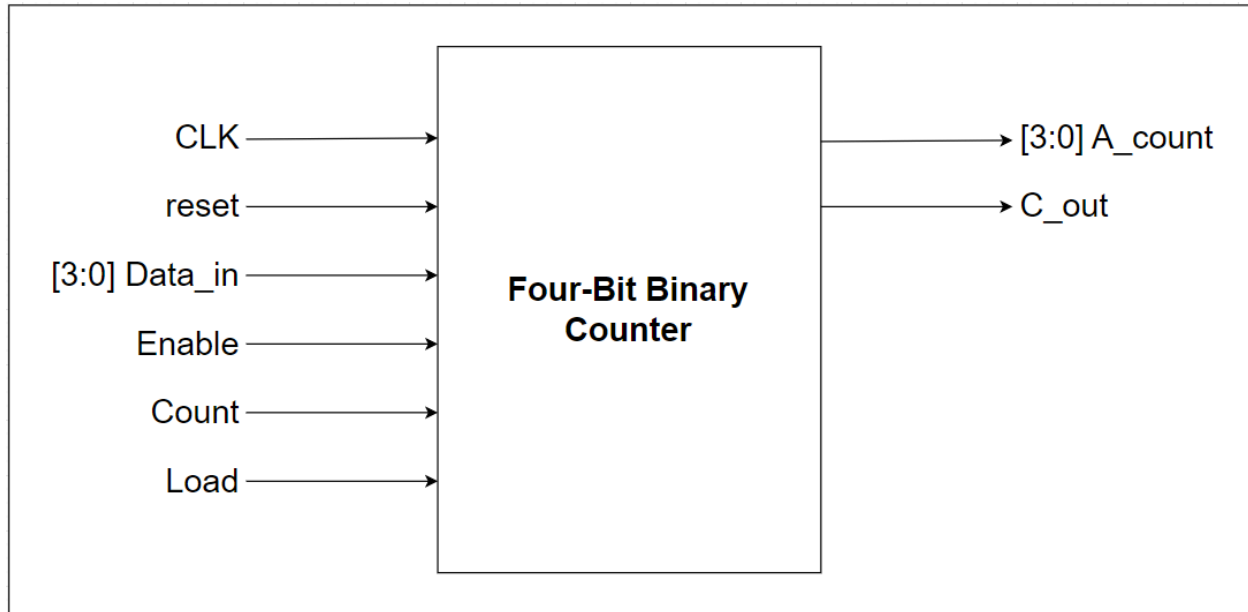 CLK
reset
[3:0] Data_in
Enable
Count
Load
Four-Bit Binary
Counter
[3:0] A_count
C_out